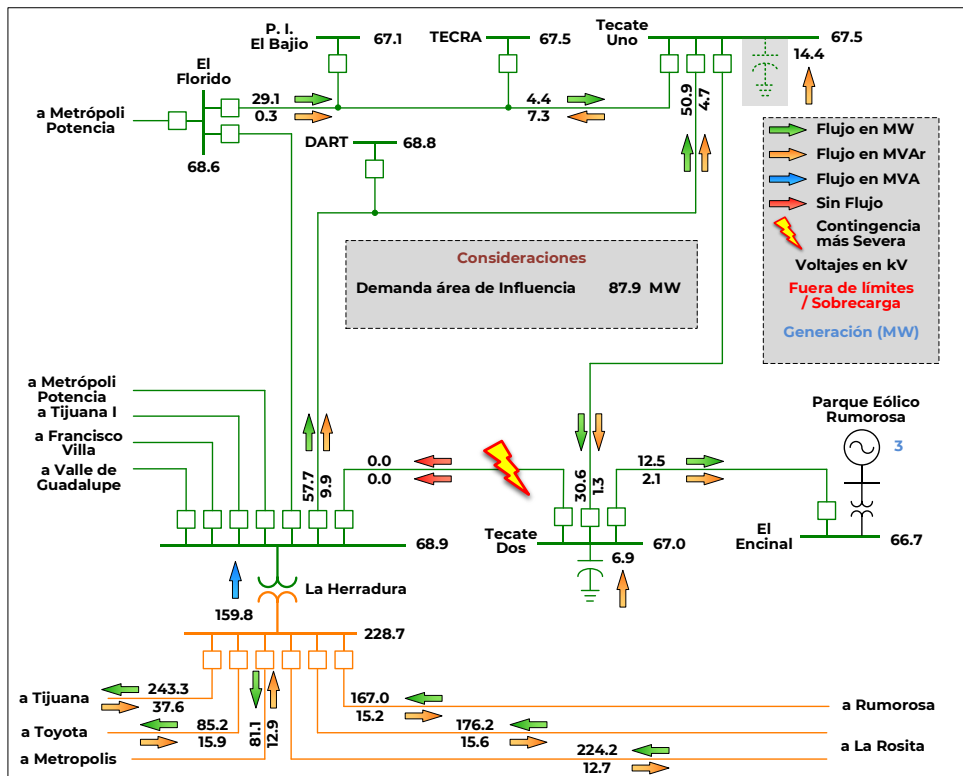 P. I.
El Bajio
67.1
TECRA
67.5
Tecate
Uno
67.5
14.4
El
Florido
29.1
0.3
4.4
7.3
50.9
4.7
a Metrópoli
Potencia
68.6
DART
68.8
Flujo en MW
Flujo en MVAr
Flujo en MVA
Sin Flujo
Contingencia
más Severa
Voltajes en kV
Fuera de límites
/ Sobrecarga
Generación (MW)
Consideraciones
Demanda área de Influencia 87.9 MW
a Metrópoli
Potencia
a Tijuana I
a Francisco
Villa
a Valle de
Guadalupe
57.7
9.9
0.0
0.0
30.6
1.3
12.5
2.1
Parque Eólico
Rumorosa
3
68.9
Tecate
Dos
67.0
6.9
El
Encinal
66.7
La Herradura
159.8
228.7
a Tijuana
243.3
37.6
a Toyota
85.2
15.9
a Metropolis
81.1
12.9
167.0
15.2
a Rumorosa
176.2
15.6
a La Rosita
224.2
12.7